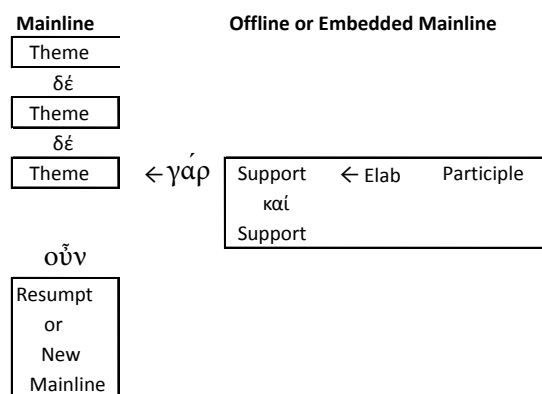 Mainline Offline or Embedded Mainline
Theme
δέ
Theme
δέ
Theme ← γάρ Support ← Elab Participle
καί
Support
οὖν
Resumpt
or
New
Mainline